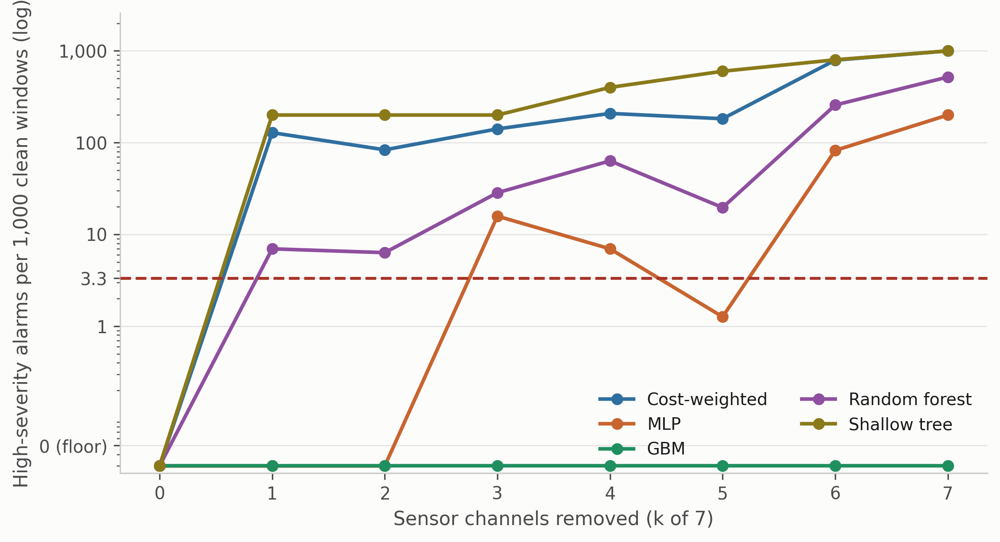 High-severity alarms per 1,000 clean windows (log)
1,000
100
10
3.3
1
0 (floor)
Cost-weighted
MLP
GBM
Random forest
Shallow tree
0 1 2 3 4 5 6 7
Sensor channels removed (k of 7)